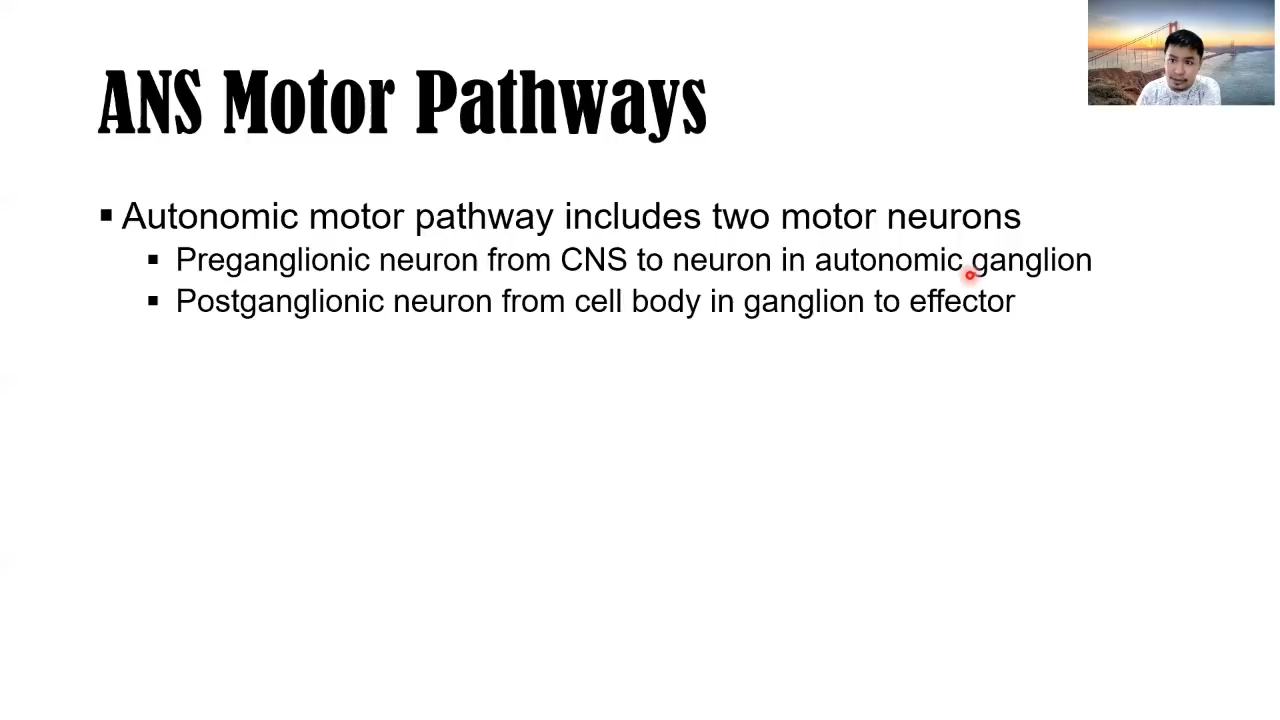 ANS Motor Pathways
▪ Autonomic motor pathway includes two motor neurons
▪ Preganglionic neuron from CNS to neuron in autonomic ganglion
▪ Postganglionic neuron from cell body in ganglion to effector